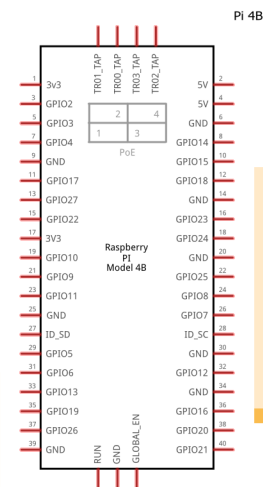 Pi 4B
TR01_TAP
TR00_TAP
TR03_TAP
TR02_TAP
2 4
1 3
PoE
1 3v3 5V 2
3 GPIO2 5V 4
5 GPIO3 GND 6
7 GPIO4 GPIO14 8
9 GND GPIO15 10
11 GPIO17 GPIO18 12
13 GPIO27 GND 14
15 GPIO22 GPIO23 16
17 3V3 GPIO24 18
19 GPIO10 GND 20
21 GPIO9 GPIO25 22
23 GPIO11 GPIO8 24
25 GND GPIO7 26
27 ID_SD ID_SC 28
29 GPIO5 GND 30
31 GPIO6 GPIO12 32
33 GPIO13 GND 34
35 GPIO19 GPIO16 36
37 GPIO26 GPIO20 38
39 GND GPIO21 40
Raspberry
PI
Model 4B
RUN
GND
GLOBAL_EN